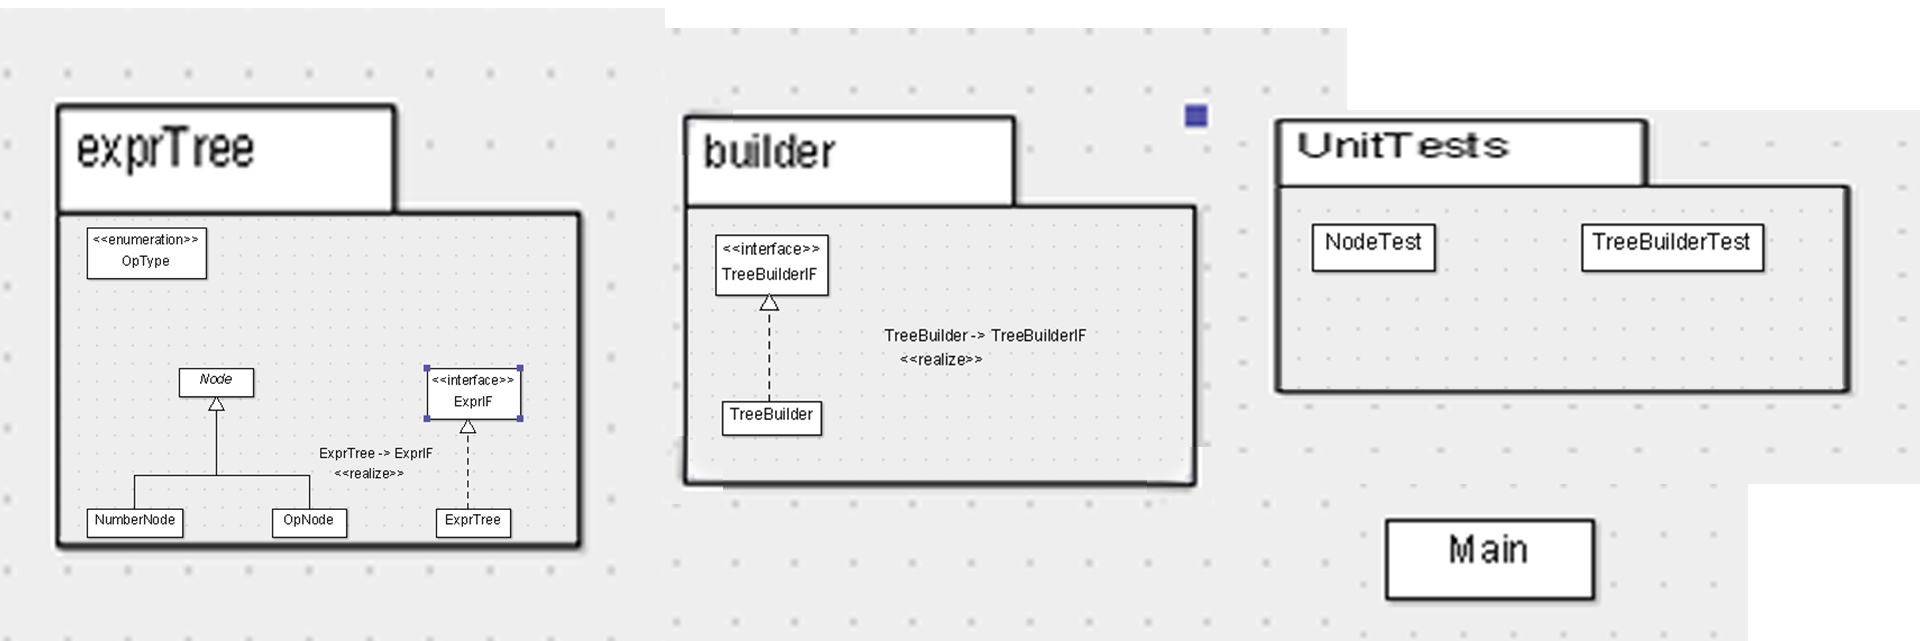 exprTree
<<enumeration>>
OpType
Node
<<interface>>
ExprIF
ExprTree -> ExprIF
<<realize>>
NumberNode
OpNode
ExprTree
builder
<<interface>>
TreeBuilderIF
TreeBuilder -> TreeBuilderIF
<<realize>>
TreeBuilder
UnitTests
NodeTest
TreeBuilderTest
Main